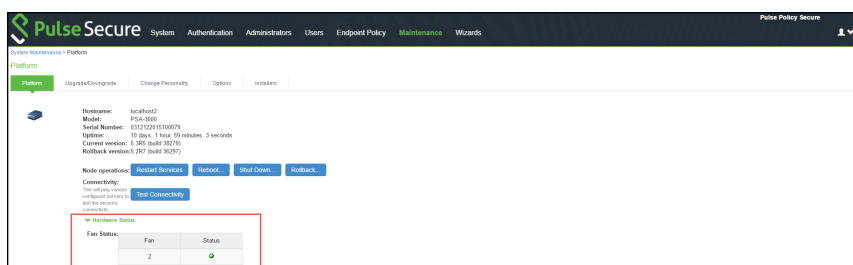 Pulse Secure
System Authentication Administrators Users Endpoint Policy Maintenance Wizards
Pulse Policy Secure
System Maintenance > Platform
Platform
Platform Upgrade/Downgrade Change Personality Options Installers
Hostname: localhost2
Model: PSA-3000
Serial Number: 0312122015100079
Uptime: 10 days, 1 hour, 59 minutes, 3 seconds
Current version: 5.3R5 (build 38279)
Rollback version: 5.2R7 (build 36297)
Node operations: Restart Services Reboot... Shut Down... Rollback...
Connectivity:
This will ping various
configured servers to
test the device's
connectivity.
Test Connectivity
Hardware Status
Fan Status:
Fan Status
2